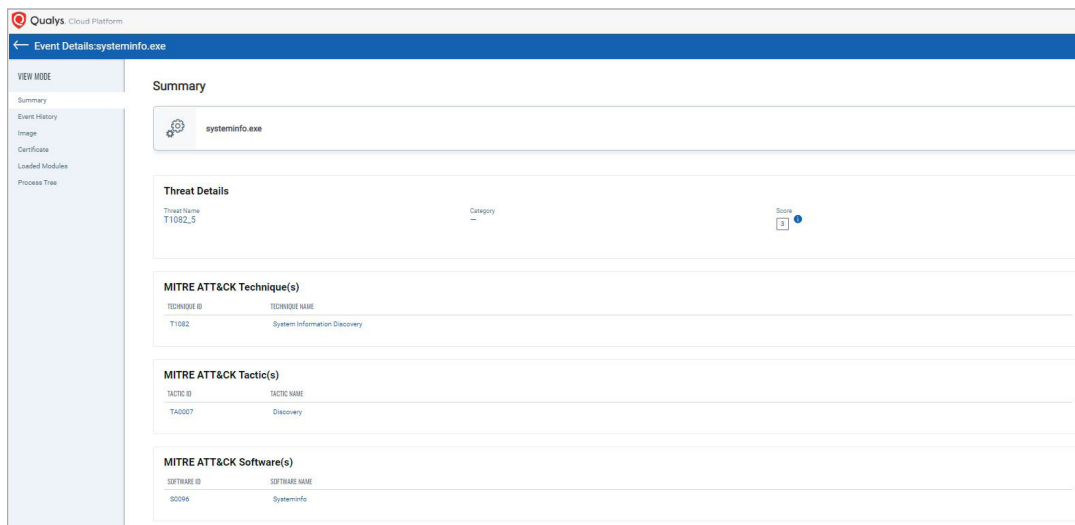 Qualys. Cloud Platform
← Event Details:systeminfo.exe
VIEW MODE
Summary
Event History
Image
Certificate
Loaded Modules
Process Tree
Summary
systeminfo.exe
Threat Details
Threat Name Category Score
T1082_5 — 3
MITRE ATT&CK Technique(s)
TECHNIQUE ID TECHNIQUE NAME
T1082 System Information Discovery
MITRE ATT&CK Tactic(s)
TACTIC ID TACTIC NAME
TA0007 Discovery
MITRE ATT&CK Software(s)
SOFTWARE ID SOFTWARE NAME
S0096 Systeminfo